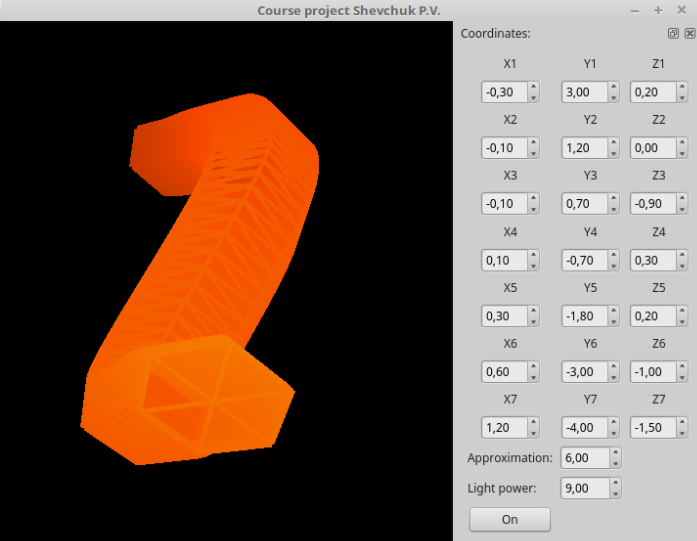 Course project Shevchuk P.V.
Coordinates:
X1 Y1 Z1
-0,30 3,00 0,20
X2 Y2 Z2
-0,10 1,20 0,00
X3 Y3 Z3
-0,10 0,70 -0,90
X4 Y4 Z4
0,10 -0,70 0,30
X5 Y5 Z5
0,30 -1,80 0,20
X6 Y6 Z6
0,60 -3,00 -1,00
X7 Y7 Z7
1,20 -4,00 -1,50
Approximation: 6,00
Light power: 9,00
On